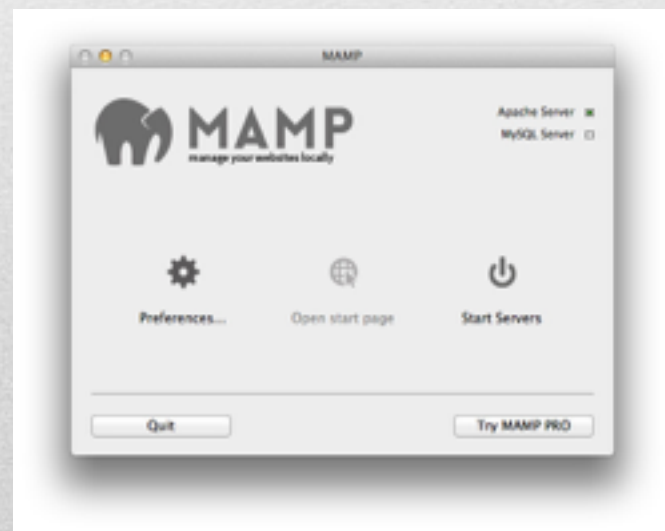 MAMP
MAMP
manage your websites locally
Apache Server
MySQL Server
Preferences...
Open start page
Start Servers
Quit
Try MAMP PRO